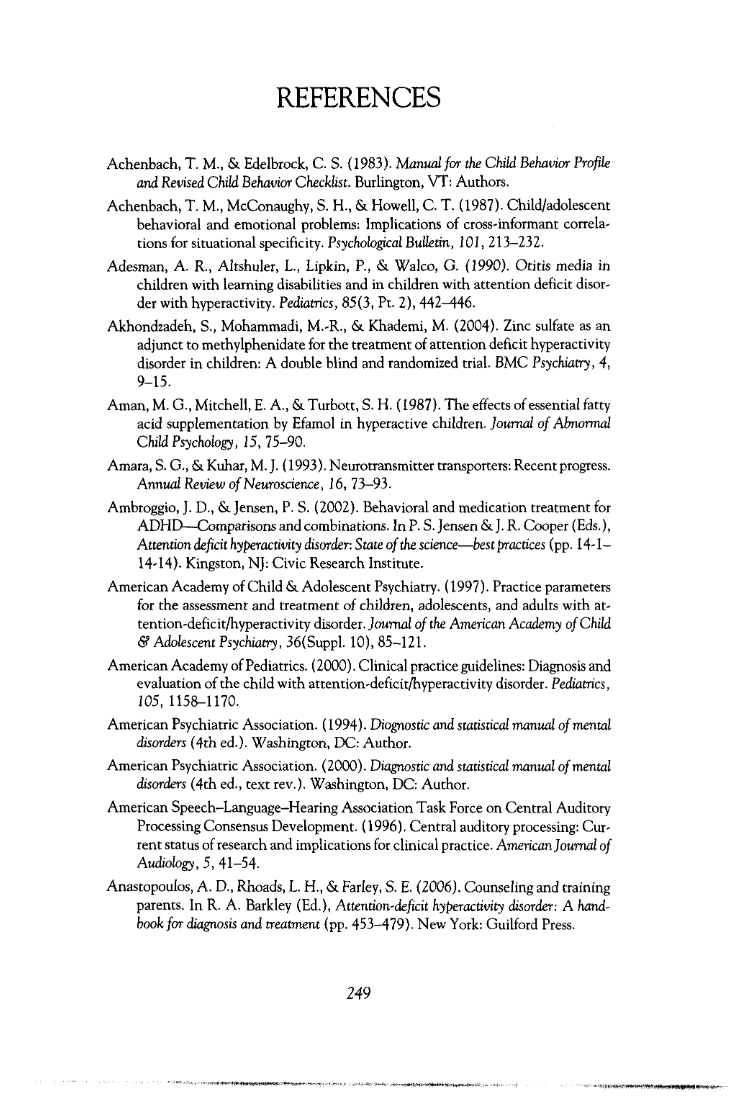 REFERENCES
Achenbach, T. M., & Edelbrock, C. S. (1983). Manual for the Child Behavior Profile
and Revised Child Behavior Checklist. Burlington, VT: Authors.
Achenbach, T. M., McConaughy, S. H., & Howell, C. T. (1987). Child/adolescent
behavioral and emotional problems: Implications of cross-informant correla-
tions for situational specificity. Psychological Bulletin, 101, 213–232.
Adesman, A. R., Altshuler, L., Lipkin, P., & Walco, G. (1990). Otitis media in
children with learning disabilities and in children with attention deficit disor-
der with hyperactivity. Pediatrics, 85(3, Pt. 2), 442–446.
Akhondzadeh, S., Mohammadi, M.-R., & Khademi, M. (2004). Zinc sulfate as an
adjunct to methylphenidate for the treatment of attention deficit hyperactivity
disorder in children: A double blind and randomized trial. BMC Psychiatry, 4,
9–15.
Aman, M. G., Mitchell, E. A., & Turbott, S. H. (1987). The effects of essential fatty
acid supplementation by Efamol in hyperactive children. Journal of Abnormal
Child Psychology, 15, 75–90.
Amara, S. G., & Kuhar, M. J. (1993). Neurotransmitter transporters: Recent progress.
Annual Review of Neuroscience, 16, 73–93.
Ambroggio, J. D., & Jensen, P. S. (2002). Behavioral and medication treatment for
ADHD—Comparisons and combinations. In P. S. Jensen & J. R. Cooper (Eds.),
Attention deficit hyperactivity disorder: State of the science—best practices (pp. 14-1–
14-14). Kingston, NJ: Civic Research Institute.
American Academy of Child & Adolescent Psychiatry. (1997). Practice parameters
for the assessment and treatment of children, adolescents, and adults with at-
tention-deficit/hyperactivity disorder. Journal of the American Academy of Child
& Adolescent Psychiatry, 36(Suppl. 10), 85–121.
American Academy of Pediatrics. (2000). Clinical practice guidelines: Diagnosis and
evaluation of the child with attention-deficit/hyperactivity disorder. Pediatrics,
105, 1158–1170.
American Psychiatric Association. (1994). Diognostic and statistical manual of mental
disorders (4th ed.). Washington, DC: Author.
American Psychiatric Association. (2000). Diagnostic and statistical manual of mental
disorders (4th ed., text rev.). Washington, DC: Author.
American Speech–Language–Hearing Association Task Force on Central Auditory
Processing Consensus Development. (1996). Central auditory processing: Cur-
rent status of research and implications for clinical practice. American Journal of
Audiology, 5, 41–54.
Anastopoulos, A. D., Rhoads, L. H., & Farley, S. E. (2006). Counseling and training
parents. In R. A. Barkley (Ed.), Attention-deficit hyperactivity disorder: A hand-
book for diagnosis and treatment (pp. 453–479). New York: Guilford Press.
249